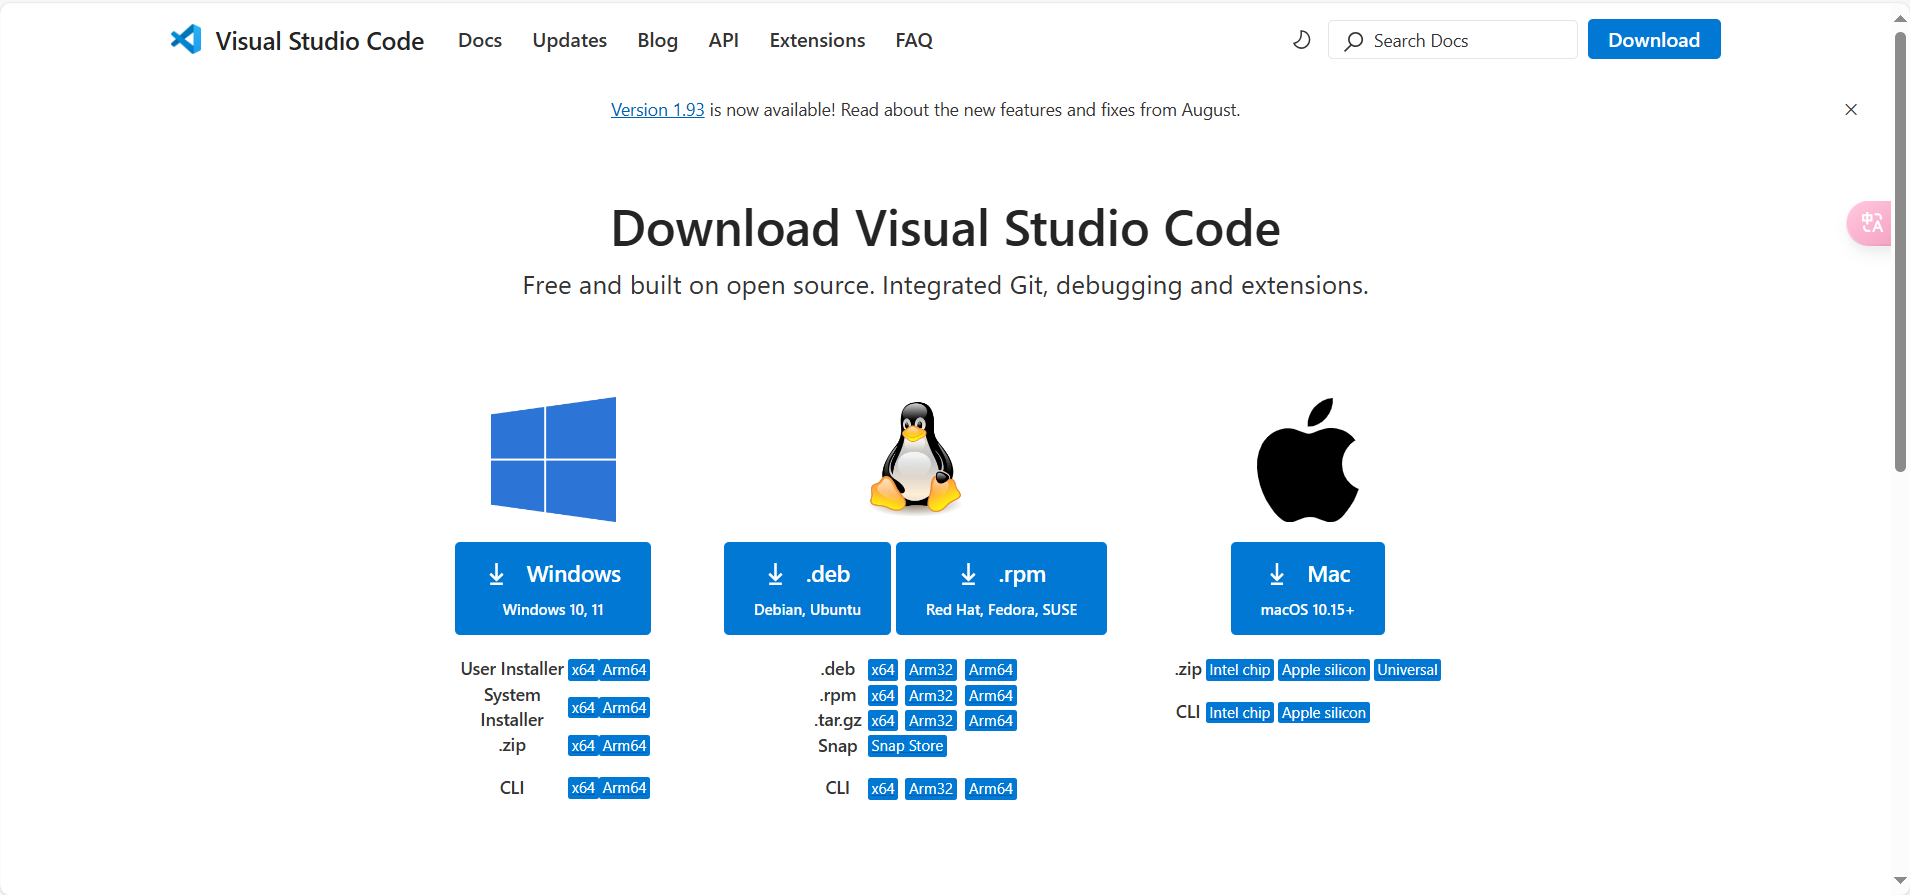 Visual Studio Code Docs Updates Blog API Extensions FAQ Search Docs Download
Version 1.93 is now available! Read about the new features and fixes from August.
中A
Download Visual Studio Code
Free and built on open source. Integrated Git, debugging and extensions.
Windows
Windows 10, 11
User Installer x64 Arm64
System
Installer x64 Arm64
.zip x64 Arm64
CLI x64 Arm64
.deb
Debian, Ubuntu
.rpm
Red Hat, Fedora, SUSE
.deb x64 Arm32 Arm64
.rpm x64 Arm32 Arm64
.tar.gz x64 Arm32 Arm64
Snap Snap Store
CLI x64 Arm32 Arm64
Mac
macOS 10.15+
.zip Intel chip Apple silicon Universal
CLI Intel chip Apple silicon